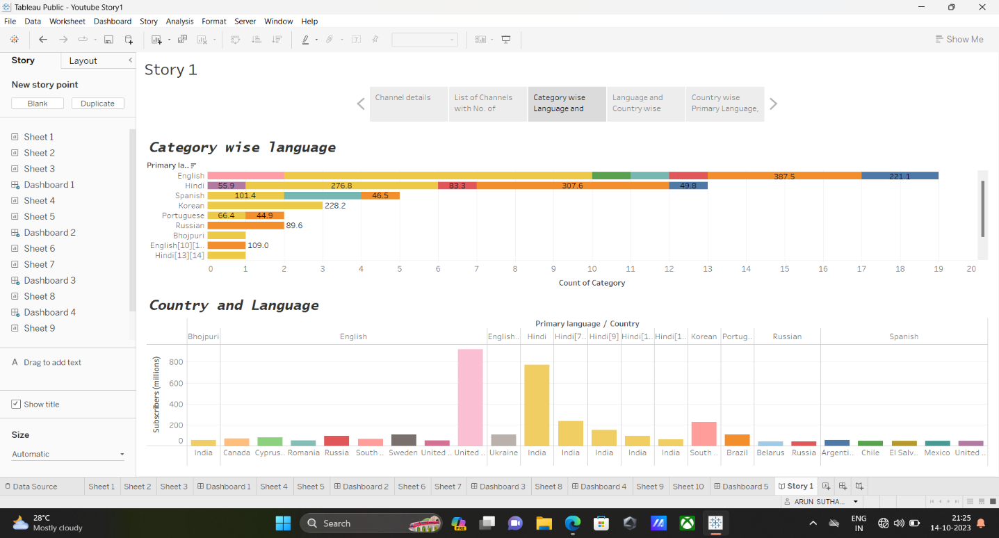 Tableau Public - Youtube Story1
File Data Worksheet Dashboard Story Analysis Format Server Window Help
Show Me
Story Layout
New story point
Blank Duplicate
Sheet 1
Sheet 2
Sheet 3
Dashboard 1
Sheet 4
Sheet 5
Dashboard 2
Sheet 6
Sheet 7
Dashboard 3
Sheet 8
Dashboard 4
Sheet 9
A Drag to add text
Show title
Size
Automatic
Story 1
Channel details
List of Channels
with No. of
Category wise
Language and
Language and
Country wise
Country wise
Primary Language,
Category wise language
Primary la..
English 387.5 221.1
Hindi 55.9 276.8 83.3 307.6 49.8
Spanish 101.4 46.5
Korean 228.2
Portuguese 66.4 44.9
Russian 89.6
Bhojpuri
English[10][1.. 109.0
Hindi[13][14]
0 1 2 3 4 5 6 7 8 9 10 11 12 13 14 15 16 17 18 19 20
Count of Category
Country and Language
Primary language / Country
Bhojpuri English English.. Hindi Hindi[7.. Hindi[9] Hindi[1.. Hindi[1.. Korean Portug.. Russian Spanish
Subscribers (millions)
800
600
400
200
0
India Canada Cyprus.. Romania Russia South .. Sweden United .. United .. Ukraine India India India India India South .. Brazil Belarus Russia Argenti.. Chile El Salv.. Mexico United ..
Data Source Sheet 1 Sheet 2 Sheet 3 Dashboard 1 Sheet 4 Sheet 5 Dashboard 2 Sheet 6 Sheet 7 Dashboard 3 Sheet 8 Dashboard 4 Sheet 9 Sheet 10 Dashboard 5 Story 1
ARUN SUTHA...
28°C
Mostly cloudy
Search
PRE
ENG
IN
21:25
14-10-2023